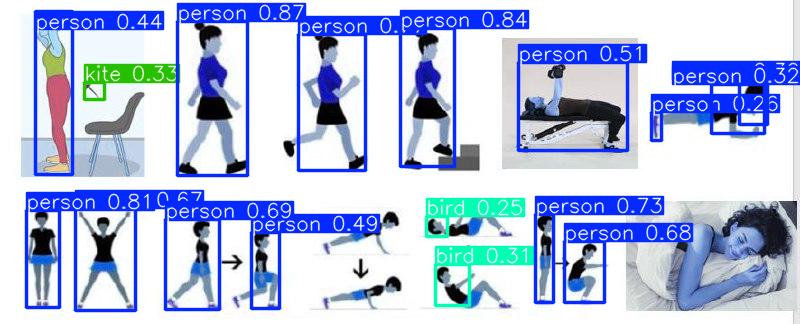 person 0.44
person 0.87
person 0.
person 0.84
kite 0.33
person 0.51
person 0.32
person 0.26
person 0.81
0.67
person 0.69
person 0.49
bird 0.25
bird 0.31
person 0.73
person 0.68